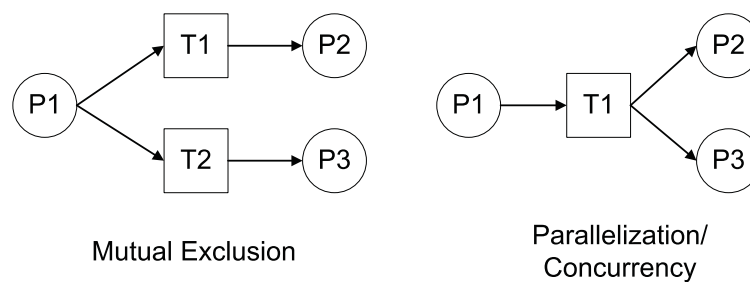 T1
P2
P1
T2
P3
Mutual Exclusion
P2
P1
T1
P3
Parallelization/
Concurrency